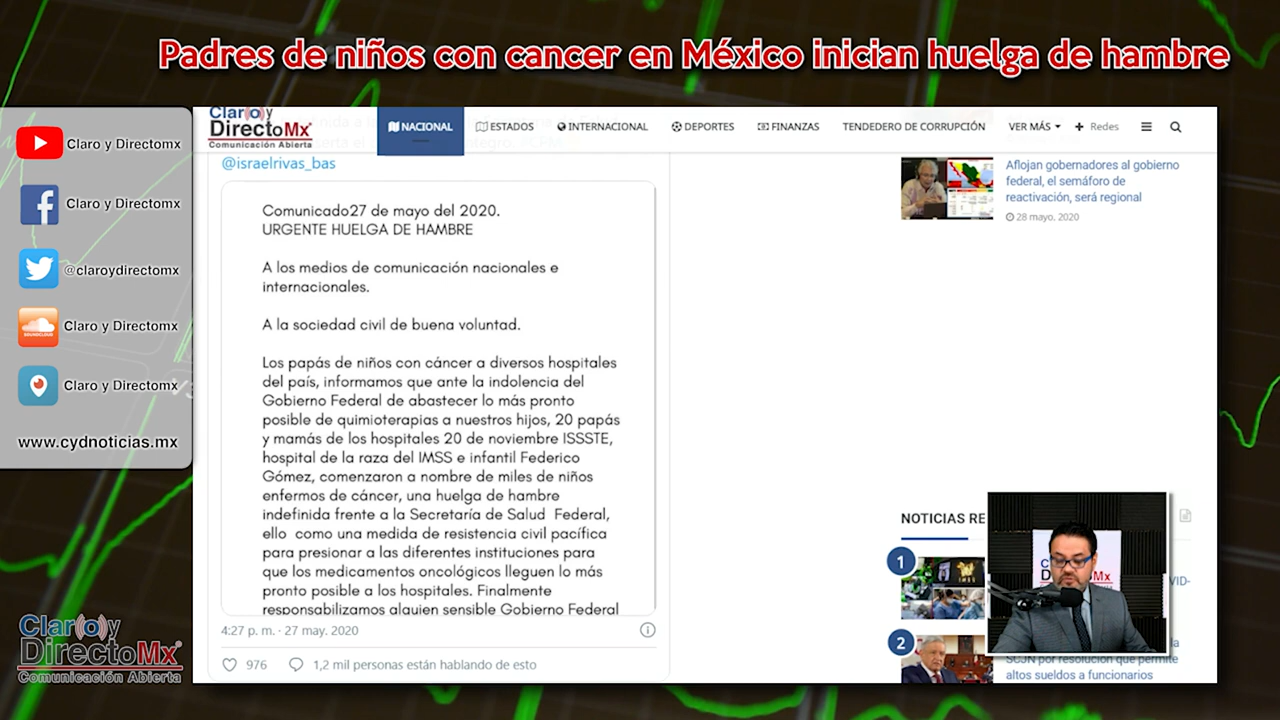 Padres de niños con cancer en México inician huelga de hambre
Claro y Directomx
Claro y Directomx
@claroydirectomx
SOUNDCLOUD
Claro y Directomx
Claro y Directomx
www.cydnoticias.mx
Claro y
DirectoMx
Comunicación Abierta
Claro y
DirectoMx
Comunicación Abierta
NACIONAL
ESTADOS
INTERNACIONAL
DEPORTES
FINANZAS
TENDEDERO DE CORRUPCIÓN
VER MÁS
Redes
@israelrivas_bas
Comunicado27 de mayo del 2020.
URGENTE HUELGA DE HAMBRE
A los medios de comunicación nacionales e
internacionales.
A la sociedad civil de buena voluntad.
Los papás de niños con cáncer a diversos hospitales
del país, informamos que ante la indolencia del
Gobierno Federal de abastecer lo más pronto
posible de quimioterapias a nuestros hijos, 20 papás
y mamás de los hospitales 20 de noviembre ISSSTE,
hospital de la raza del IMSS e infantil Federico
Gómez, comenzaron a nombre de miles de niños
enfermos de cáncer, una huelga de hambre
indefinida frente a la Secretaría de Salud Federal,
ello como una medida de resistencia civil pacífica
para presionar a las diferentes instituciones para
que los medicamentos oncológicos lleguen lo más
pronto posible a los hospitales. Finalmente
responsabilizamos alguien sensible Gobierno Federal
4:27 p. m. · 27 may. 2020
976
1,2 mil personas están hablando de esto
Aflojan gobernadores al gobierno
federal, el semáforo de
reactivación, será regional
28 mayo, 2020
NOTICIAS RE
1
VID-
2
la
SCJN por resolución que permite
altos sueldos a funcionarios